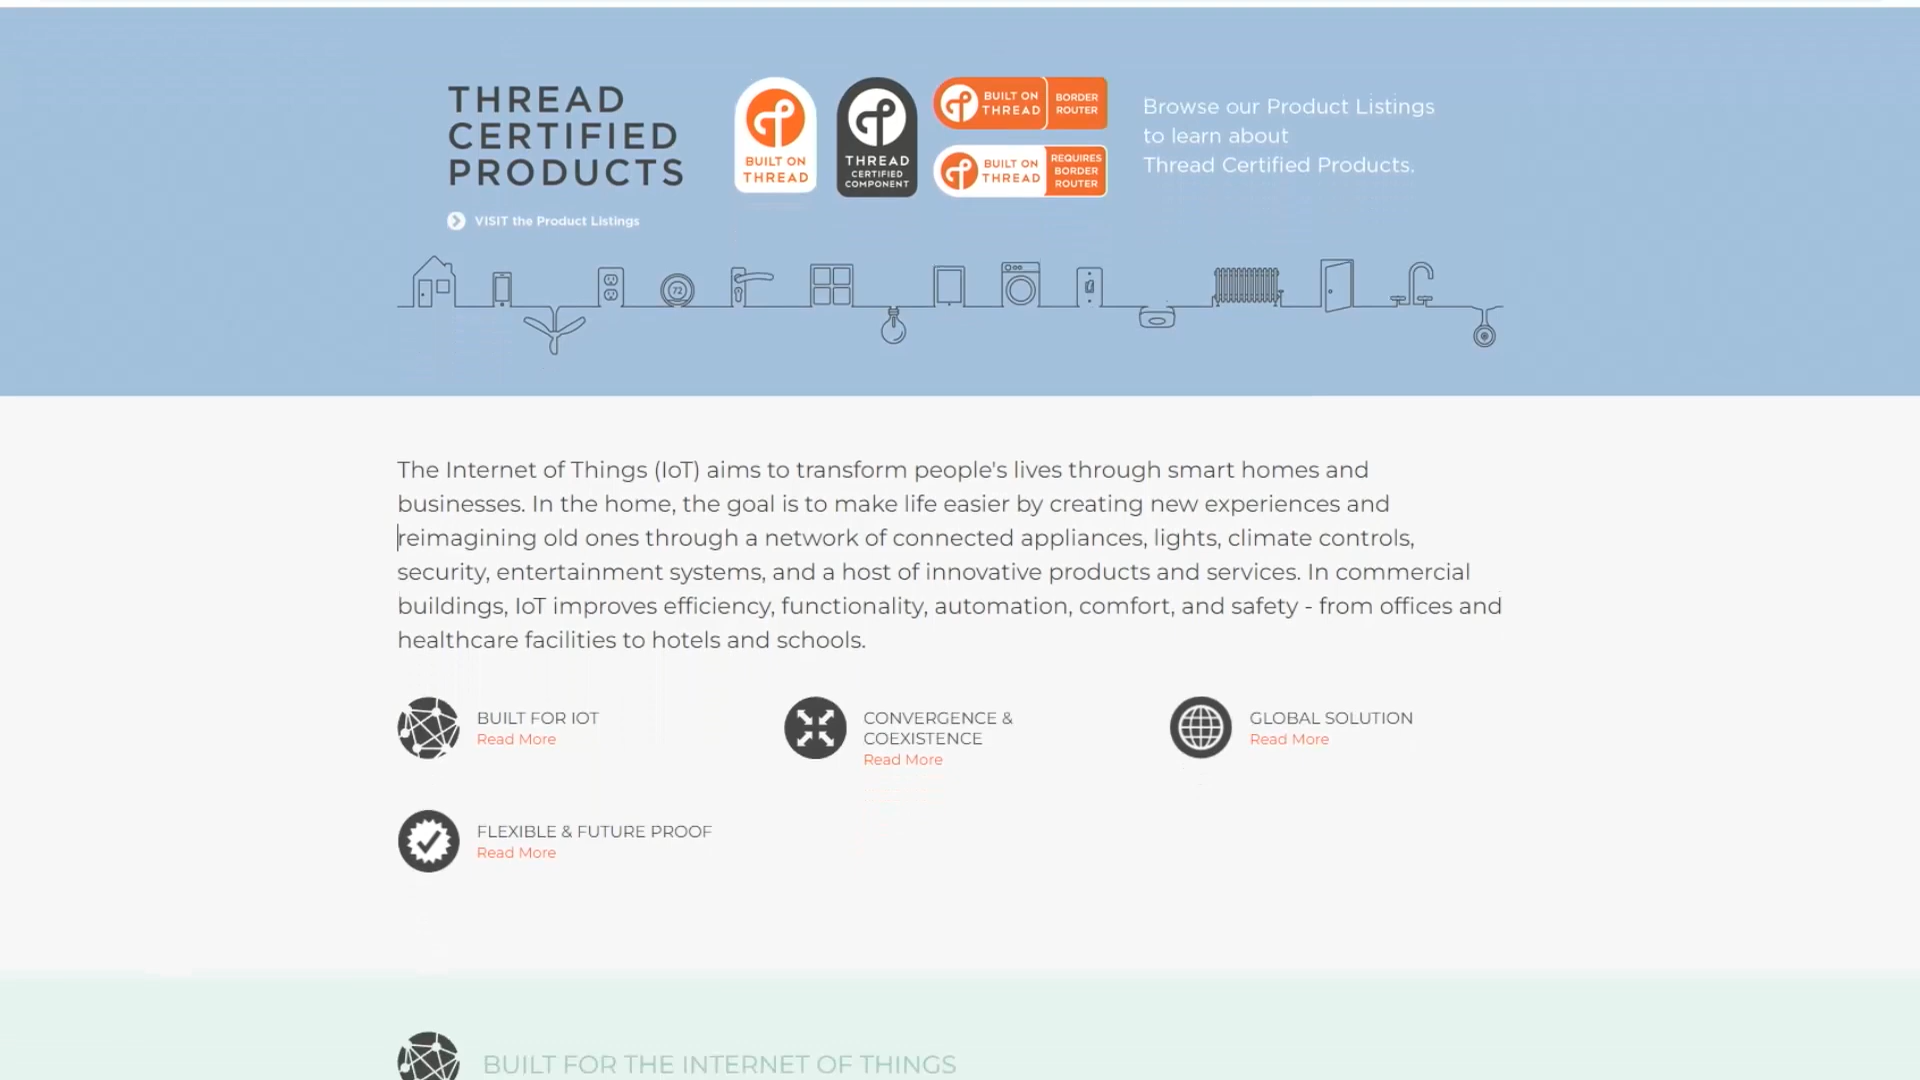 THREAD
CERTIFIED
PRODUCTS
VISIT the Product Listings
BUILT ON
THREAD
THREAD
CERTIFIED
COMPONENT
BUILT ON
THREAD
BORDER
ROUTER
BUILT ON
THREAD
REQUIRES
BORDER
ROUTER
Browse our Product Listings
to learn about
Thread Certified Products.
72
The Internet of Things (IoT) aims to transform people's lives through smart homes and
businesses. In the home, the goal is to make life easier by creating new experiences and
reimagining old ones through a network of connected appliances, lights, climate controls,
security, entertainment systems, and a host of innovative products and services. In commercial
buildings, IoT improves efficiency, functionality, automation, comfort, and safety - from offices and
healthcare facilities to hotels and schools.
BUILT FOR IOT
Read More
CONVERGENCE &
COEXISTENCE
Read More
GLOBAL SOLUTION
Read More
FLEXIBLE & FUTURE PROOF
Read More
BUILT FOR THE INTERNET OF THINGS